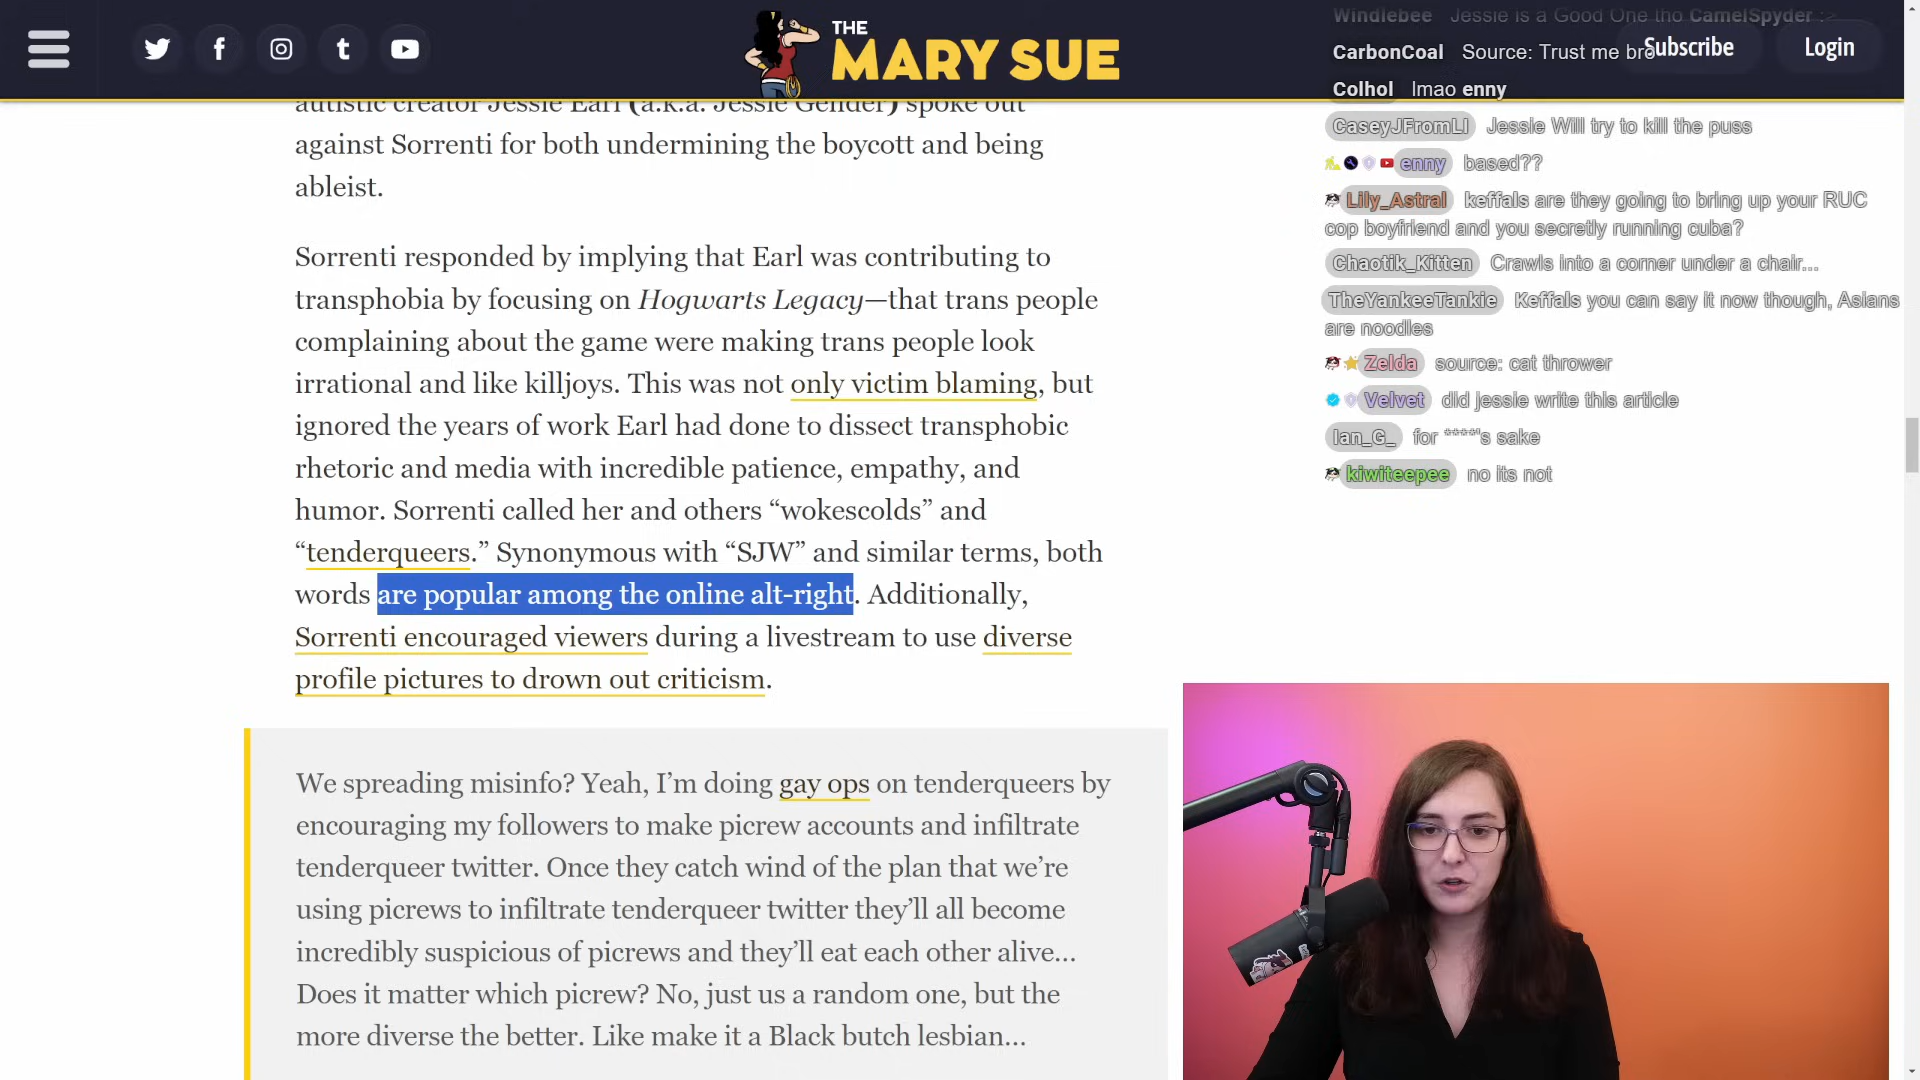 THE
MARY SUE
Subscribe
Login
autistic creator Jessie Earl (a.k.a. Jessie Gender) spoke out
against Sorrenti for both undermining the boycott and being
ableist.
Sorrenti responded by implying that Earl was contributing to
transphobia by focusing on Hogwarts Legacy—that trans people
complaining about the game were making trans people look
irrational and like killjoys. This was not only victim blaming, but
ignored the years of work Earl had done to dissect transphobic
rhetoric and media with incredible patience, empathy, and
humor. Sorrenti called her and others “wokescolds” and
“tenderqueers.” Synonymous with “SJW” and similar terms, both
words are popular among the online alt-right. Additionally,
Sorrenti encouraged viewers during a livestream to use diverse
profile pictures to drown out criticism.
We spreading misinfo? Yeah, I’m doing gay ops on tenderqueers by
encouraging my followers to make picrew accounts and infiltrate
tenderqueer twitter. Once they catch wind of the plan that we’re
using picrews to infiltrate tenderqueer twitter they’ll all become
incredibly suspicious of picrews and they’ll eat each other alive…
Does it matter which picrew? No, just us a random one, but the
more diverse the better. Like make it a Black butch lesbian…
Windlebee Jessie is a Good One tho CamelSpyder :>
CarbonCoal Source: Trust me bro
Colhol lmao enny
CaseyJFromLI Jessie Will try to kill the puss
enny based??
Lily_Astral keffals are they going to bring up your RUC
cop boyfriend and you secretly running cuba?
Chaotik_Kitten Crawls into a corner under a chair...
TheYankeeTankie Keffals you can say it now though, Asians
are noodles
Zelda source: cat thrower
Velvet did jessie write this article
Ian_G_ for ****'s sake
kiwiteepee no its not